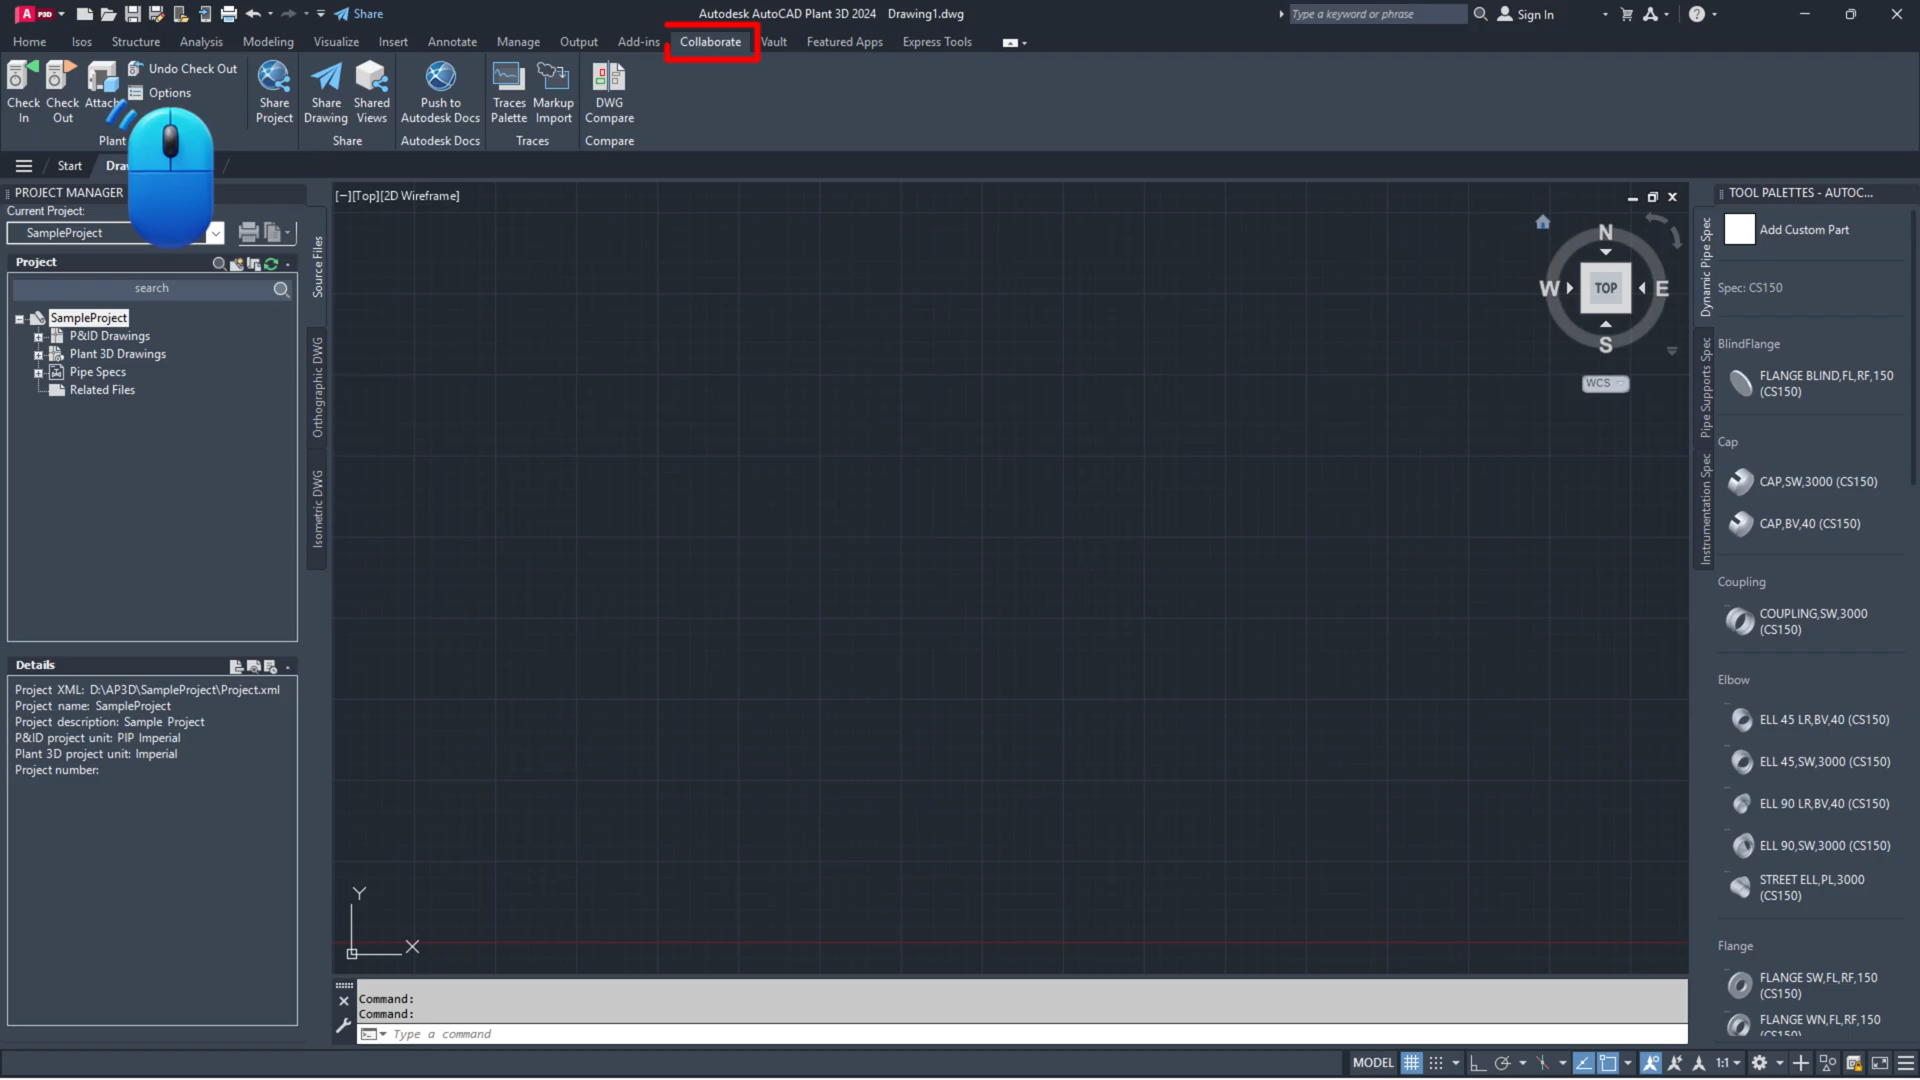 A P3D
Share
Autodesk AutoCAD Plant 3D 2024 Drawing1.dwg
Type a keyword or phrase
Sign In
Home Isos Structure Analysis Modeling Visualize Insert Annotate Manage Output Add-ins Collaborate Vault Featured Apps Express Tools
Check In
Check Out
Attach
Undo Check Out
Options
Share Project
Share Drawing
Shared Views
Push to Autodesk Docs
Traces Palette
Markup Import
DWG Compare
Plant
Share
Autodesk Docs
Traces
Compare
Start
PROJECT MANAGER
Current Project:
SampleProject
Project
search
SampleProject
P&ID Drawings
Plant 3D Drawings
Pipe Specs
Related Files
Source Files
Orthographic DWG
Isometric DWG
Details
Project XML: D:\AP3D\SampleProject\Project.xml
Project name: SampleProject
Project description: Sample Project
P&ID project unit: PIP Imperial
Plant 3D project unit: Imperial
Project number:
[−][Top][2D Wireframe]
N
W TOP E
S
WCS
Y
X
Command:
Command:
Type a command
TOOL PALETTES - AUTOC...
Dynamic Pipe Spec
Pipe Supports Spec
Instrumentation Spec
Add Custom Part
Spec: CS150
BlindFlange
FLANGE BLIND,FL,RF,150
(CS150)
Cap
CAP,SW,3000 (CS150)
CAP,BV,40 (CS150)
Coupling
COUPLING,SW,3000
(CS150)
Elbow
ELL 45 LR,BV,40 (CS150)
ELL 45,SW,3000 (CS150)
ELL 90 LR,BV,40 (CS150)
ELL 90,SW,3000 (CS150)
STREET ELL,PL,3000
(CS150)
Flange
FLANGE SW,FL,RF,150
(CS150)
FLANGE WN,FL,RF,150
(CS150)
MODEL
1:1